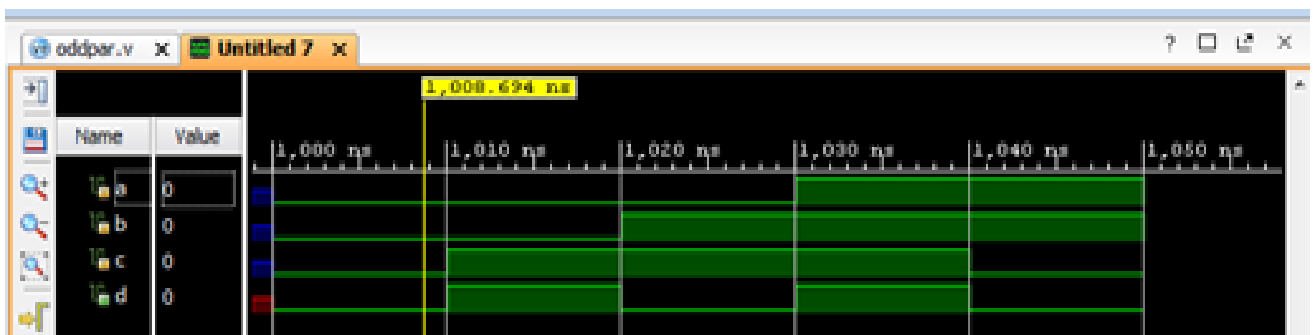 oddpar.v x Untitled 7 x ?
1,008.694 ns
Name Value
1,000 ns 1,010 ns 1,020 ns 1,030 ns 1,040 ns 1,050 ns
a 0
b 0
c 0
d 0